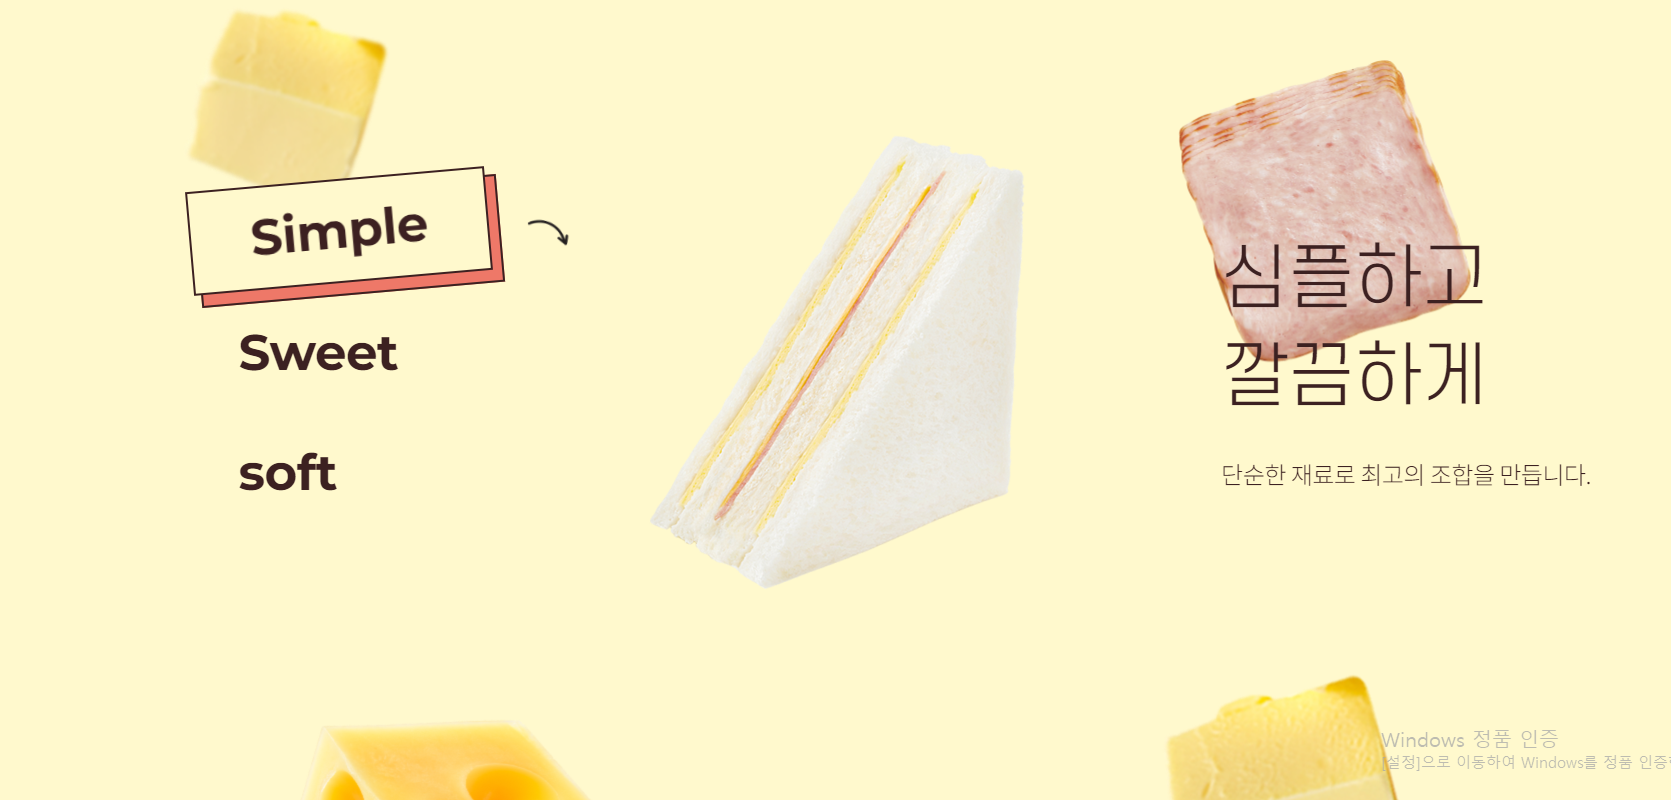 Simple
Sweet
soft
심플하고
깔끔하게
단순한 재료로 최고의 조합을 만듭니다.
Windows 정품 인증
[설정]으로 이동하여 Windows를 정품 인증